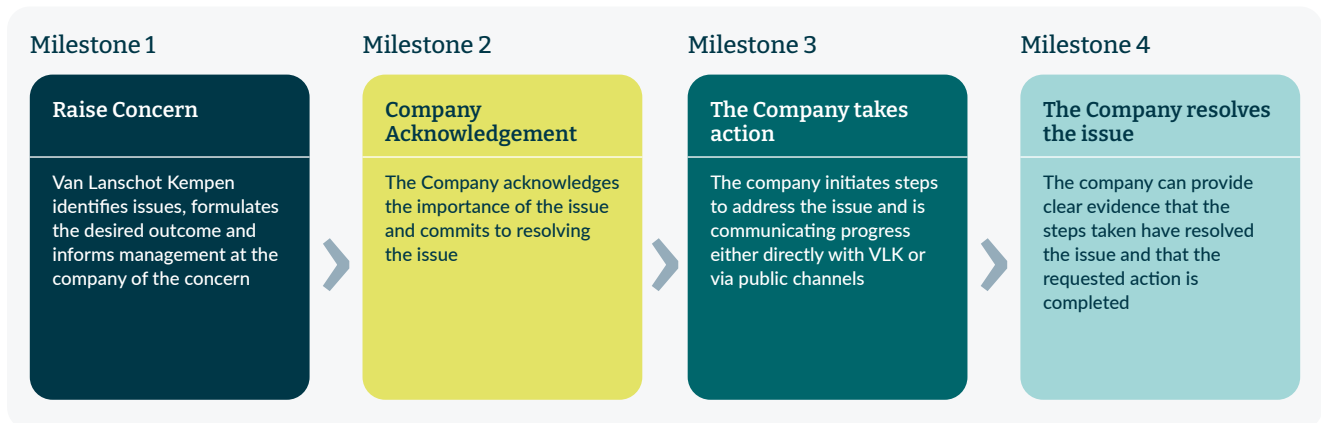 Milestone 1
Raise Concern
Van Lanschot Kempen
identifies issues, formulates
the desired outcome and
informs management at the
company of the concern
Milestone 2
Company
Acknowledgement
The Company acknowledges
the importance of the issue
and commits to resolving
the issue
Milestone 3
The Company takes
action
The company initiates steps
to address the issue and is
communicating progress
either directly with VLK or
via public channels
Milestone 4
The Company resolves
the issue
The company can provide
clear evidence that the
steps taken have resolved
the issue and that the
requested action is
completed